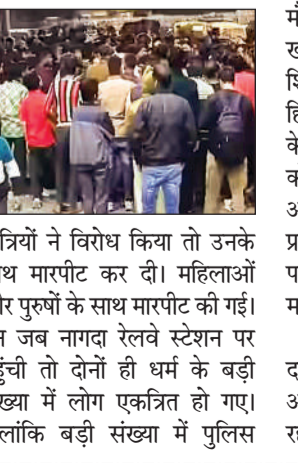 त्रियों ने विरोध किया तो उनके
थ मारपीट कर दी। महिलाओं
र पुरुषों के साथ मारपीट की गई।
जब नागदा रेलवे स्टेशन पर
हुंची तो दोनों ही धर्म के बड़ी
ख्या में लोग एकत्रित हो गए।
लांकि बड़ी संख्या में पुलिस